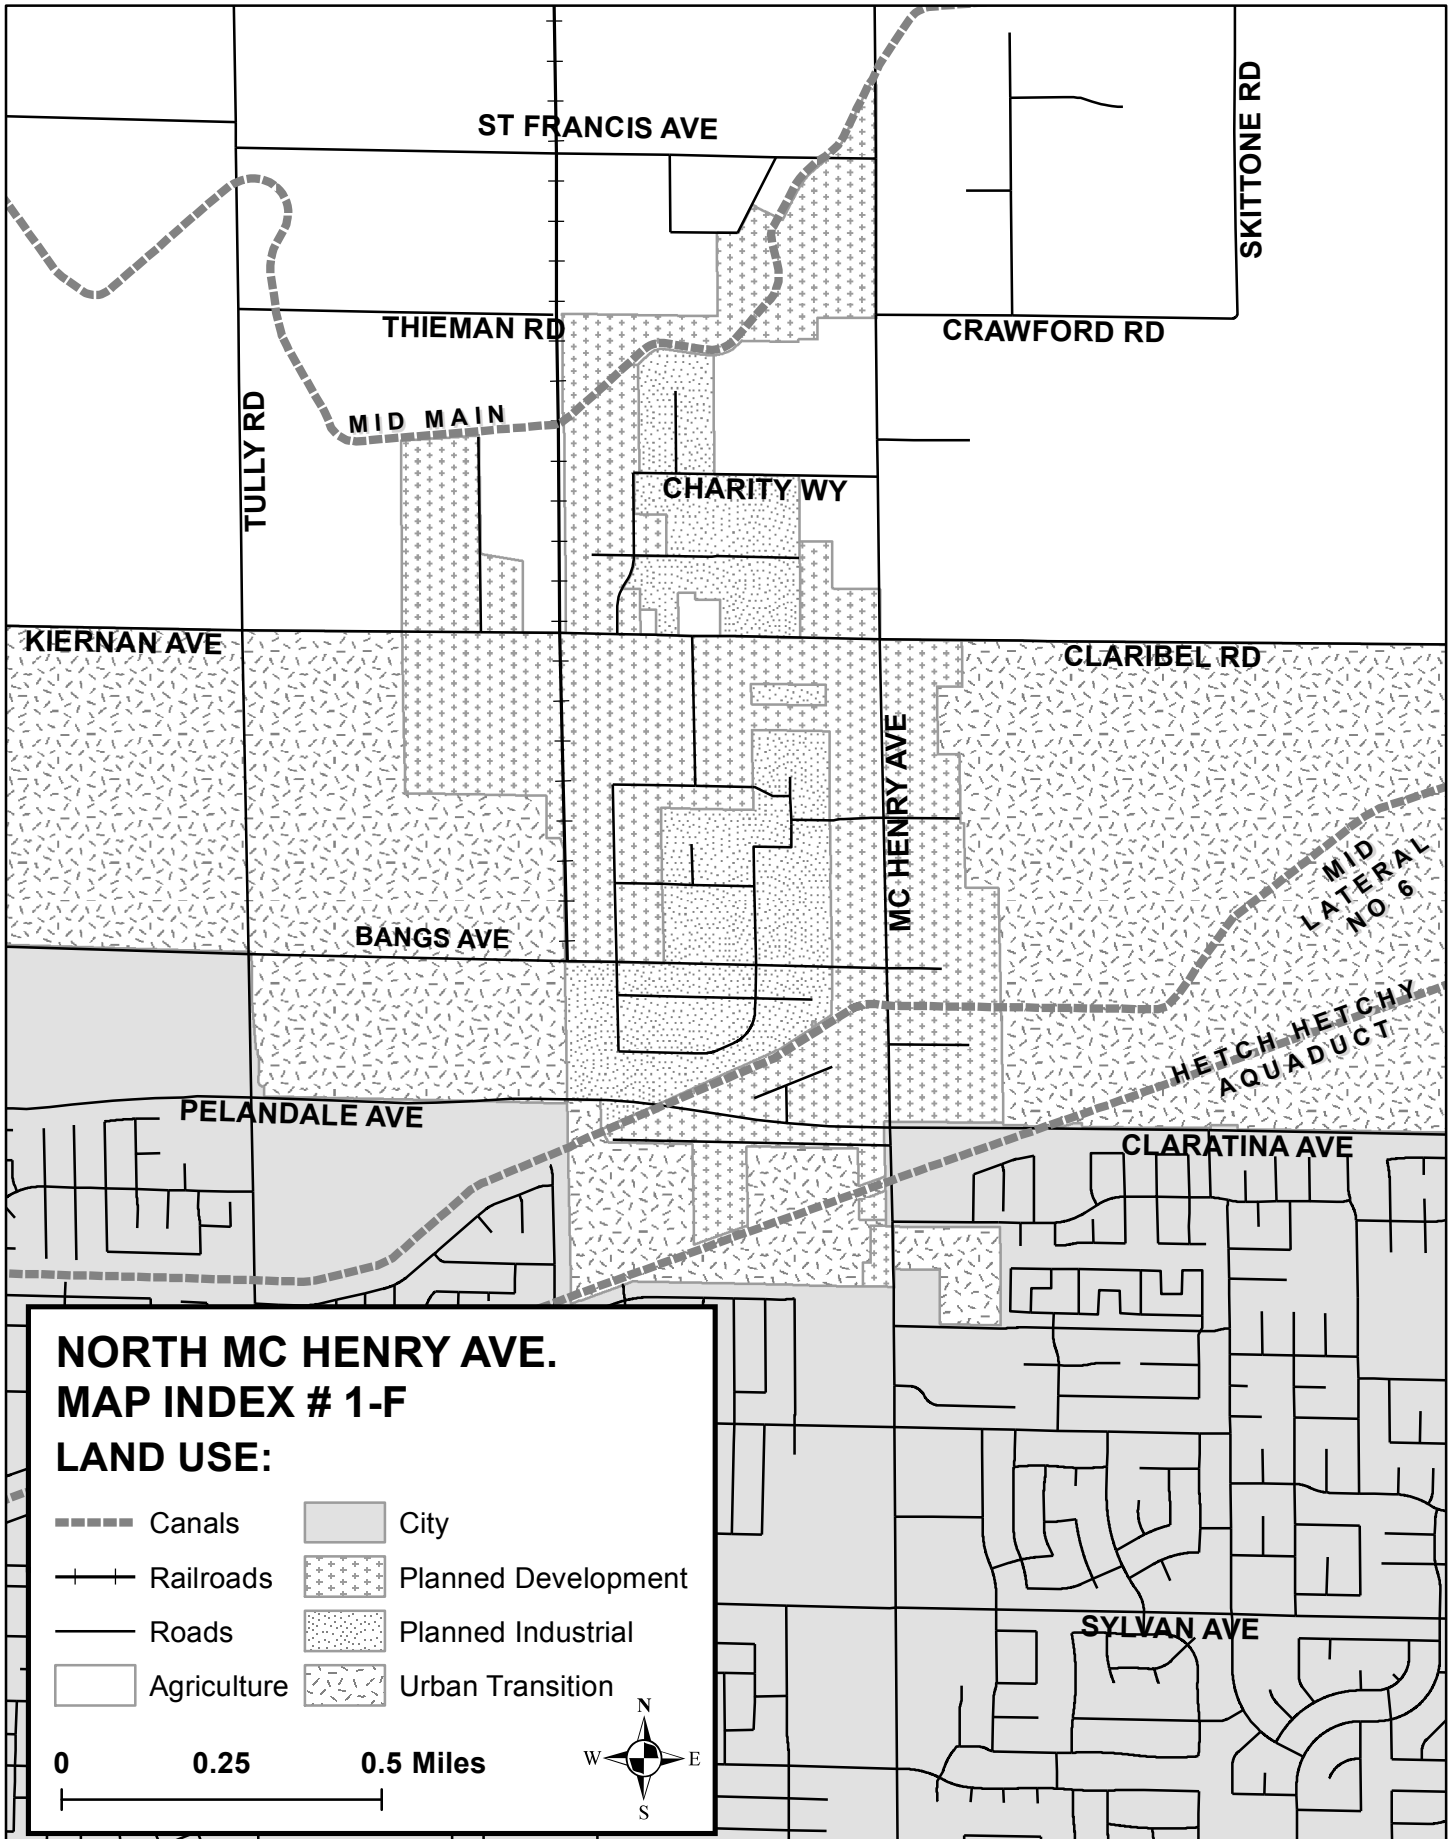 ST FRANCIS AVE
SKITTONE RD
THIEMAN RD
CRAWFORD RD
MID MAIN
TULLY RD
CHARITY WY
KIERNAN AVE
CLARIBEL RD
MC HENRY AVE
MID
LATERAL
NO 6
BANGS AVE
HETCH HETCHY
AQUADUCT
PELANDALE AVE
CLARATINA AVE
SYLVAN AVE
NORTH MC HENRY AVE.
MAP INDEX # 1-F
LAND USE:
Canals
Railroads
Roads
Agriculture
City
Planned Development
Planned Industrial
Urban Transition
0 0.25 0.5 Miles
N
W E
S